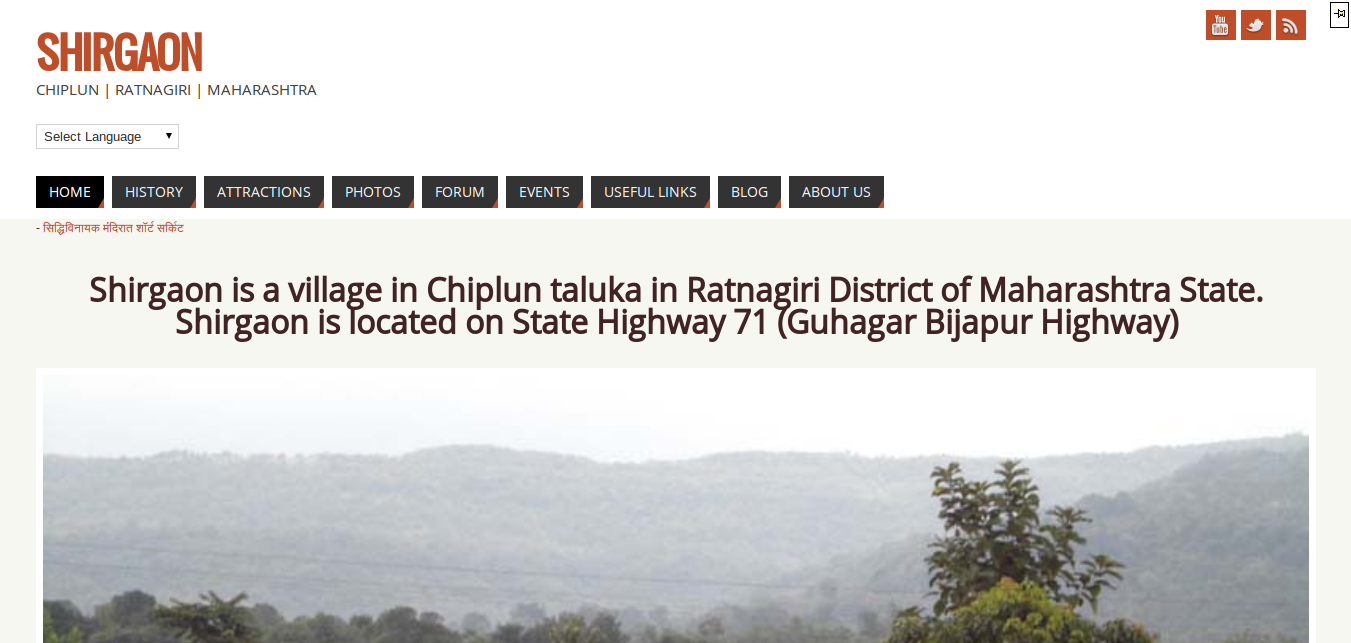 You
Tube
SHIRGAON
CHIPLUN | RATNAGIRI | MAHARASHTRA
Select Language
HOME HISTORY ATTRACTIONS PHOTOS FORUM EVENTS USEFUL LINKS BLOG ABOUT US
- सिद्धिविनायक मंदिरात शॉर्ट सर्किट
Shirgaon is a village in Chiplun taluka in Ratnagiri District of Maharashtra State.
Shirgaon is located on State Highway 71 (Guhagar Bijapur Highway)